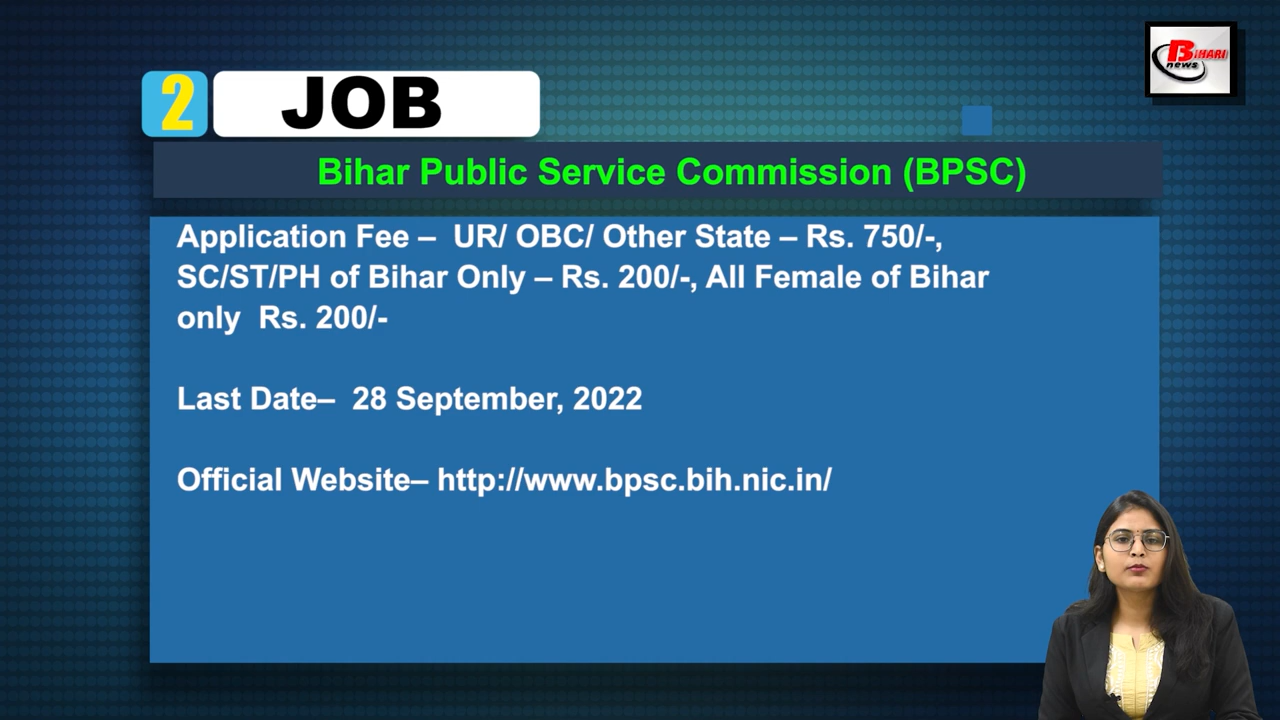 BIHARI
news
2 JOB
Bihar Public Service Commission (BPSC)
Application Fee – UR/ OBC/ Other State – Rs. 750/-,
SC/ST/PH of Bihar Only – Rs. 200/-, All Female of Bihar
only Rs. 200/-
Last Date– 28 September, 2022
Official Website– http://www.bpsc.bih.nic.in/